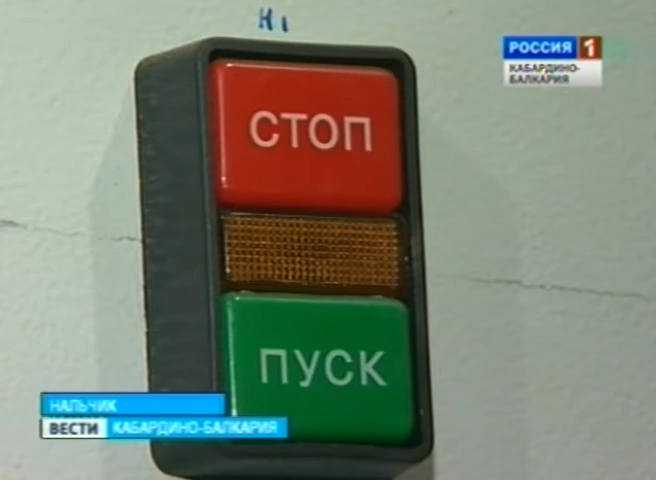 РОССИЯ 1
КАБАРДИНО-
БАЛКАРИЯ
СТОП
ПУСК
НАЛЬЧИК
ВЕСТИ КАБАРДИНО-БАЛКАРИЯ